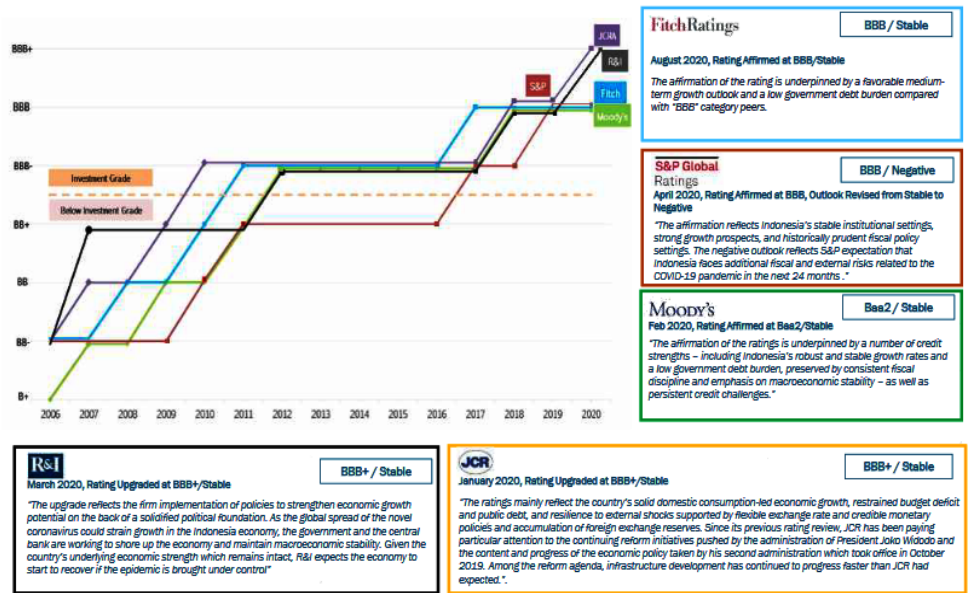 BBB+
BBB
BBB-
BB+
BB
BB-
B+
Investment Grade
Below Investment Grade
JCRA
R&I
S&P
Fitch
Moody's
2006 2007 2008 2009 2010 2011 2012 2013 2014 2015 2016 2017 2018 2019 2020
FitchRatings
BBB / Stable
August 2020, Rating Affirmed at BBB/Stable
The affirmation of the rating is underpinned by a favorable medium-
term growth outlook and a low government debt burden compared
with "BBB" category peers.
S&P Global
Ratings
BBB / Negative
April 2020, Rating Affirmed at BBB, Outlook Revised from Stable to
Negative
"The affirmation reflects Indonesia's stable institutional settings,
strong growth prospects, and historically prudent fiscal policy
settings. The negative outlook reflects S&P expectation that
Indonesia faces additional fiscal and external risks related to the
COVID-19 pandemic in the next 24 months ."
MOODY'S
Baa2 / Stable
Feb 2020, Rating Affirmed at Baa2/Stable
"The affirmation of the ratings is underpinned by a number of credit
strengths – including Indonesia's robust and stable growth rates and
a low government debt burden, preserved by consistent fiscal
discipline and emphasis on macroeconomic stability – as well as
persistent credit challenges."
R&I
BBB+ / Stable
March 2020, Rating Upgraded at BBB+/Stable
"The upgrade reflects the firm implementation of policies to strengthen economic growth
potential on the back of a solidified political foundation. As the global spread of the novel
coronavirus could strain growth in the Indonesia economy, the government and the central
bank are working to shore up the economy and maintain macroeconomic stability. Given the
country's underlying economic strength which remains intact, R&I expects the economy to
start to recover if the epidemic is brought under control"
JCR
BBB+ / Stable
January 2020, Rating Upgraded at BBB+/Stable
"The ratings mainly reflect the country's solid domestic consumption-led economic growth, restrained budget deficit
and public debt, and resilience to external shocks supported by flexible exchange rate and credible monetary
policies and accumulation of foreign exchange reserves. Since its previous rating review, JCR has been paying
particular attention to the continuing reform initiatives pushed by the administration of President Joko Widodo and
the content and progress of the economic policy taken by his second administration which took office in October
2019. Among the reform agenda, infrastructure development has continued to progress faster than JCR had
expected.".